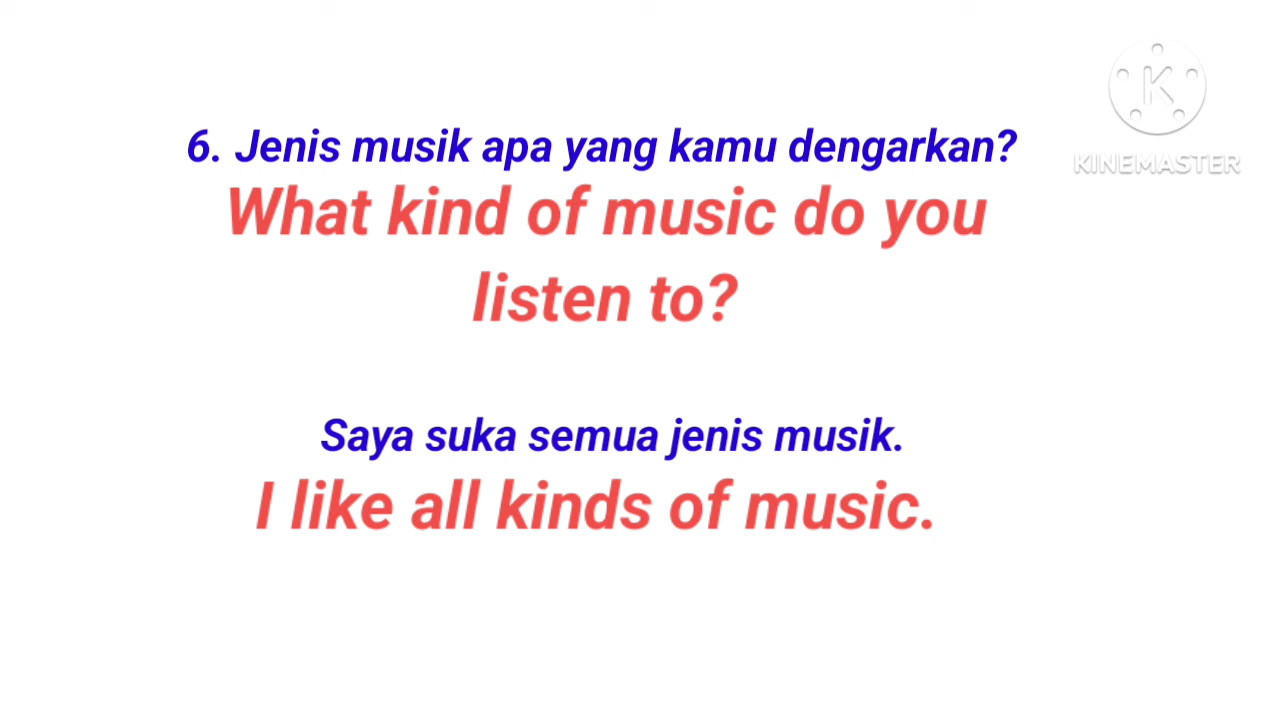 6. Jenis musik apa yang kamu dengarkan?
What kind of music do you
listen to?
Saya suka semua jenis musik.
I like all kinds of music.
K
KINEMASTER